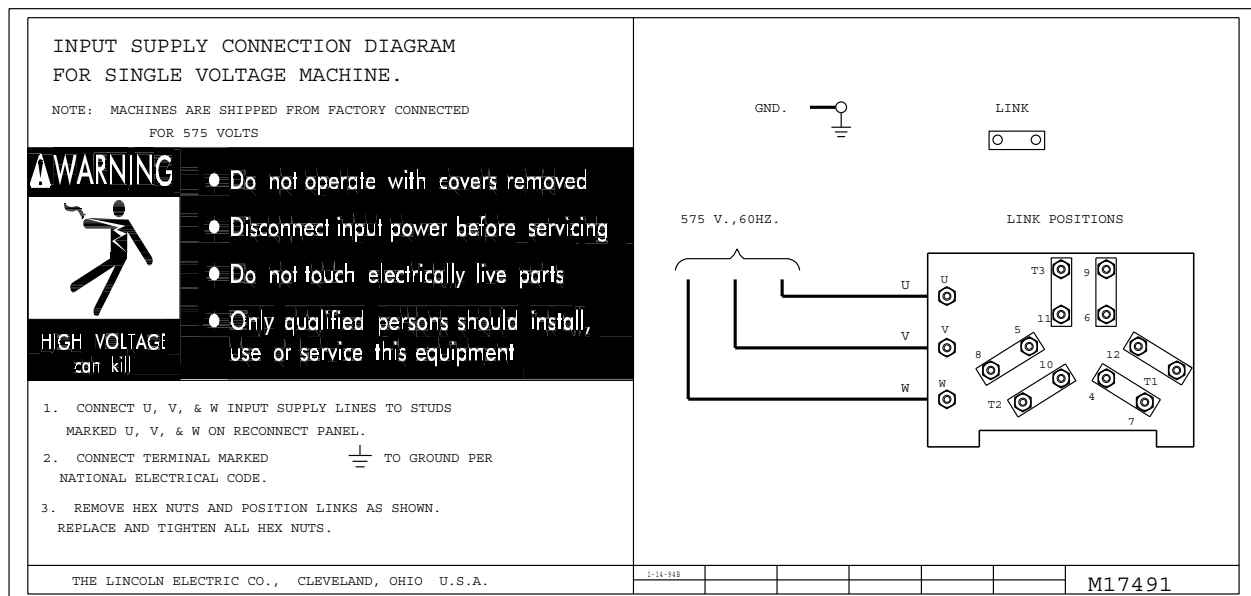 INPUT SUPPLY CONNECTION DIAGRAM
FOR SINGLE VOLTAGE MACHINE.
NOTE: MACHINES ARE SHIPPED FROM FACTORY CONNECTED
FOR 575 VOLTS
WARNING
HIGH VOLTAGE
can kill
● Do not operate with covers removed
● Disconnect input power before servicing
● Do not touch electrically live parts
● Only qualified persons should install,
use or service this equipment
1. CONNECT U, V, & W INPUT SUPPLY LINES TO STUDS
MARKED U, V, & W ON RECONNECT PANEL.
2. CONNECT TERMINAL MARKED TO GROUND PER
NATIONAL ELECTRICAL CODE.
3. REMOVE HEX NUTS AND POSITION LINKS AS SHOWN.
REPLACE AND TIGHTEN ALL HEX NUTS.
THE LINCOLN ELECTRIC CO., CLEVELAND, OHIO U.S.A.
GND.
LINK
575 V.,60HZ.
LINK POSITIONS
U U
V V
W W
T3 9
11 6
5 12
8 10
T1
T2 4
7
1-14-94B
M17491